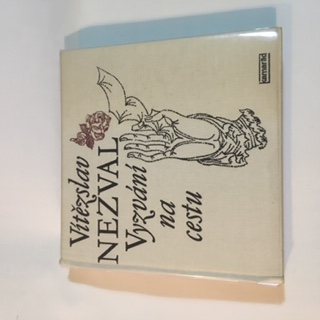 Vítězslav
NEZVAL
Vyzvání
na
cestu